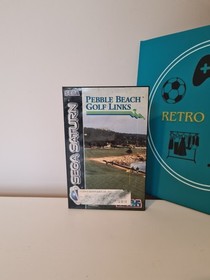 SEGA SATURN
PEBBLE BEACH
GOLF LINKS
RETRO